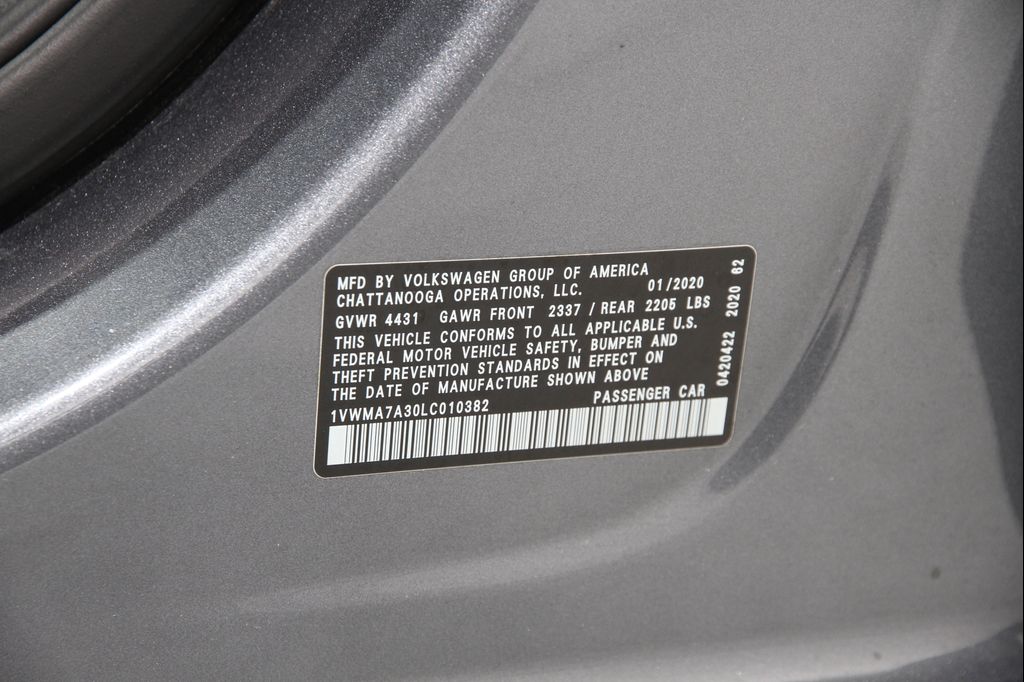 MFD BY VOLKSWAGEN GROUP OF AMERICA
CHATTANOOGA OPERATIONS, LLC. 01/2020
GVWR 4431 GAWR FRONT 2337 / REAR 2205 LBS
THIS VEHICLE CONFORMS TO ALL APPLICABLE U.S.
FEDERAL MOTOR VEHICLE SAFETY, BUMPER AND
THEFT PREVENTION STANDARDS IN EFFECT ON
THE DATE OF MANUFACTURE SHOWN ABOVE
1VWMA7A30LC010382 PASSENGER CAR
0420422 2020 62